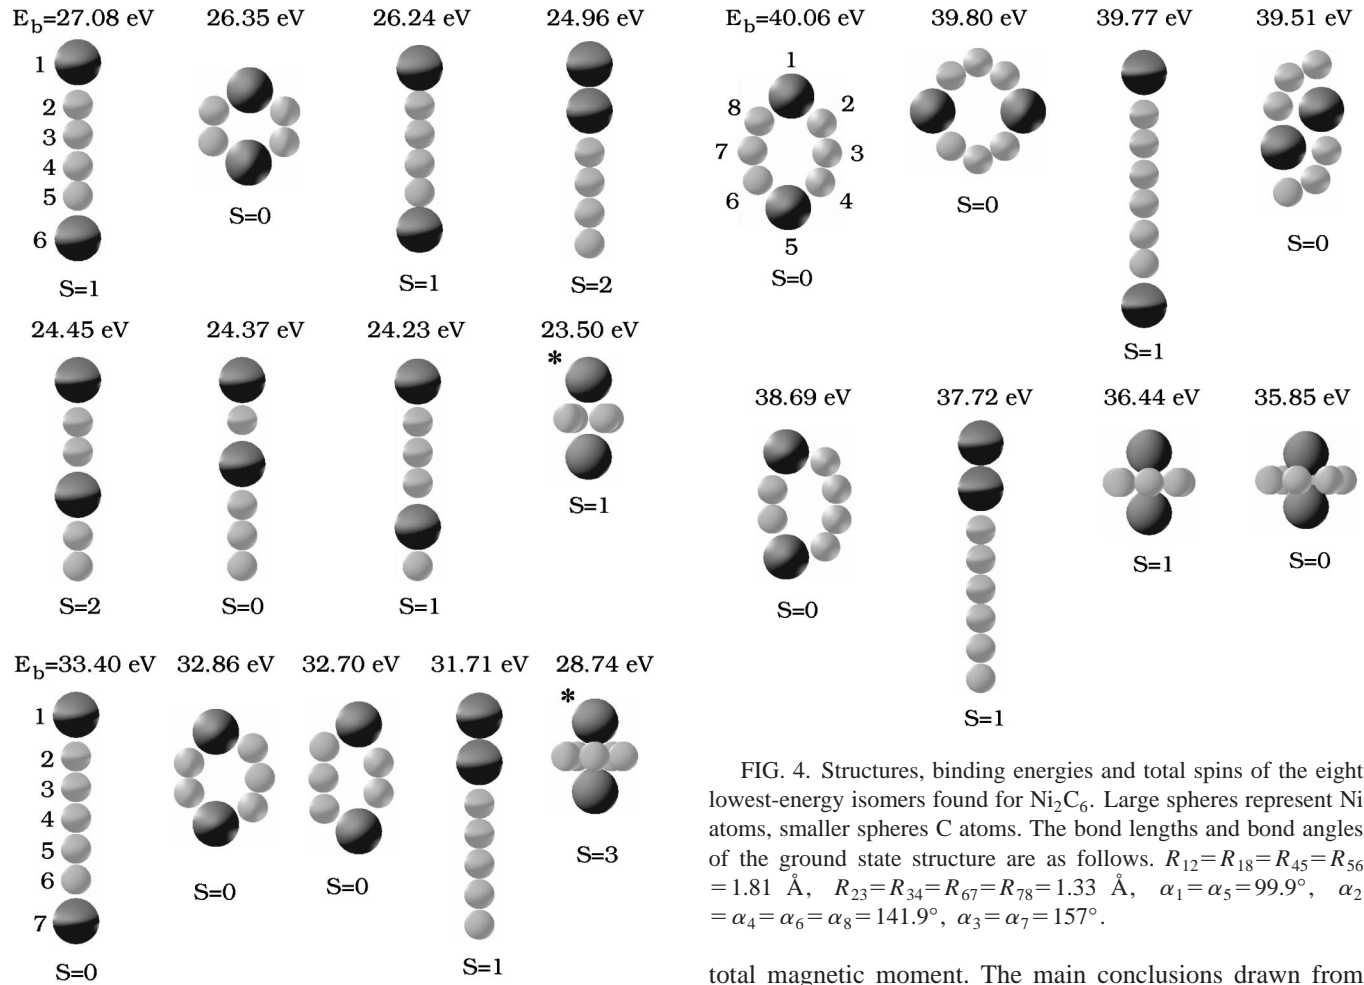 E_b=27.08 eV 26.35 eV 26.24 eV 24.96 eV
1
2
3
4
5
6
S=1 S=0 S=1 S=2
24.45 eV 24.37 eV 24.23 eV 23.50 eV
*
S=2 S=0 S=1 S=1
E_b=33.40 eV 32.86 eV 32.70 eV 31.71 eV 28.74 eV
*
1
2
3
4
5
6
7
S=0 S=0 S=0 S=1 S=3
E_b=40.06 eV 39.80 eV 39.77 eV 39.51 eV
1
8 2
7 3
6 4
5
S=0 S=0 S=1 S=0
38.69 eV 37.72 eV 36.44 eV 35.85 eV
S=0 S=1 S=1 S=0
FIG. 4. Structures, binding energies and total spins of the eight
lowest-energy isomers found for Ni₂C₆. Large spheres represent Ni
atoms, smaller spheres C atoms. The bond lengths and bond angles
of the ground state structure are as follows. R₁₂=R₁₈=R₄₅=R₅₆
=1.81 Å, R₂₃=R₃₄=R₆₇=R₇₈=1.33 Å, α₁=α₅=99.9°, α₂
=α₄=α₆=α₈=141.9°, α₃=α₇=157°.
total magnetic moment. The main conclusions drawn from